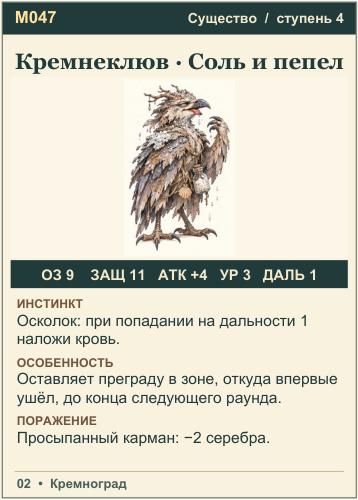 M047
Существо / ступень 4
Кремнеклюв · Соль и пепел
ОЗ 9 ЗАЩ 11 АТК +4 УР 3 ДАЛЬ 1
ИНСТИНКТ
Осколок: при попадании на дальности 1
наложи кровь.
ОСОБЕННОСТЬ
Оставляет преграду в зоне, откуда впервые
ушёл, до конца следующего раунда.
ПОРАЖЕНИЕ
Просыпанный карман: −2 серебра.
02 • Кремноград